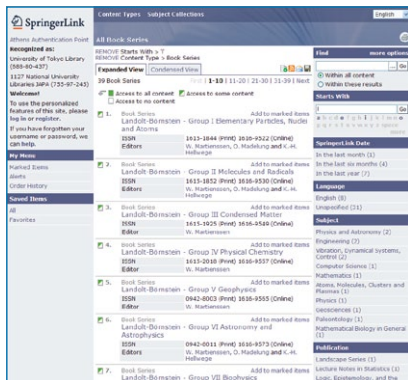 SpringerLink
Athens Authentication Point
Recognized as:
University of Tokyo Library
(888-80-437)
1127 National University
Libraries JAPA (755-97-245)
Welcome!
To use the personalized
features of this site, please
log in or register.
If you have forgotten your
username or password, we
can help.
My Menu
Marked Items
Alerts
Order History
Saved Items
All
Favorites
Content Types Subject Collections
English
All Book Series
REMOVE Starts With > 
REMOVE Content Type > Book Series
Expanded View Condensed View
39 Book Series
First | 1-10 | 11-20 | 21-30 | 31-39 | Next
Access to all content Access to some content
Access to no content
1. Book Series Add to marked items
Landolt-Börnstein - Group I Elementary Particles, Nuclei
and Atoms
ISSN 1615-1844 (Print) 1616-9522 (Online)
Editors W. Martienssen, O. Madelung and K.-H.
Hellwege
2. Book Series Add to marked items
Landolt-Börnstein - Group II Molecules and Radicals
ISSN 1615-1852 (Print) 1616-9530 (Online)
Editor W. Martienssen
3. Book Series Add to marked items
Landolt-Börnstein - Group III Condensed Matter
ISSN 1615-1925 (Print) 1616-9549 (Online)
Editor W. Martienssen
4. Book Series Add to marked items
Landolt-Börnstein - Group IV Physical Chemistry
ISSN 1615-2018 (Print) 1616-9557 (Online)
Editor W. Martienssen
5. Book Series Add to marked items
Landolt-Börnstein - Group V Geophysics
ISSN 0942-8003 (Print) 1616-9565 (Online)
Editor W. Martienssen
6. Book Series Add to marked items
Landolt-Börnstein - Group VI Astronomy and
Astrophysics
ISSN 0942-8011 (Print) 1616-9573 (Online)
Editors W. Martienssen, O. Madelung and K.-H.
Hellwege
7. Book Series Add to marked items
Landolt-Börnstein - Group VII Biophysics
Find more options
... Go
Within all content
Within these results
Starts With
Go
more
SpringerLink Date
In the last month (1)
In the last six months (4)
In the last year (7)
Language
English (8)
Unspecified (31)
Subject
Physics and Astronomy (2)
Engineering (2)
Vibration, Dynamical Systems,
Control (2)
Computer Science (1)
Mathematics (1)
Atoms, Molecules, Clusters and
Plasmas (1)
Physics (1)
Geosciences (1)
Paleontology (1)
Mathematical Biology in General
(1)
Publication
Landscape Series (1)
Lecture Notes in Statistics (1)
Logic, Epistemology, and the